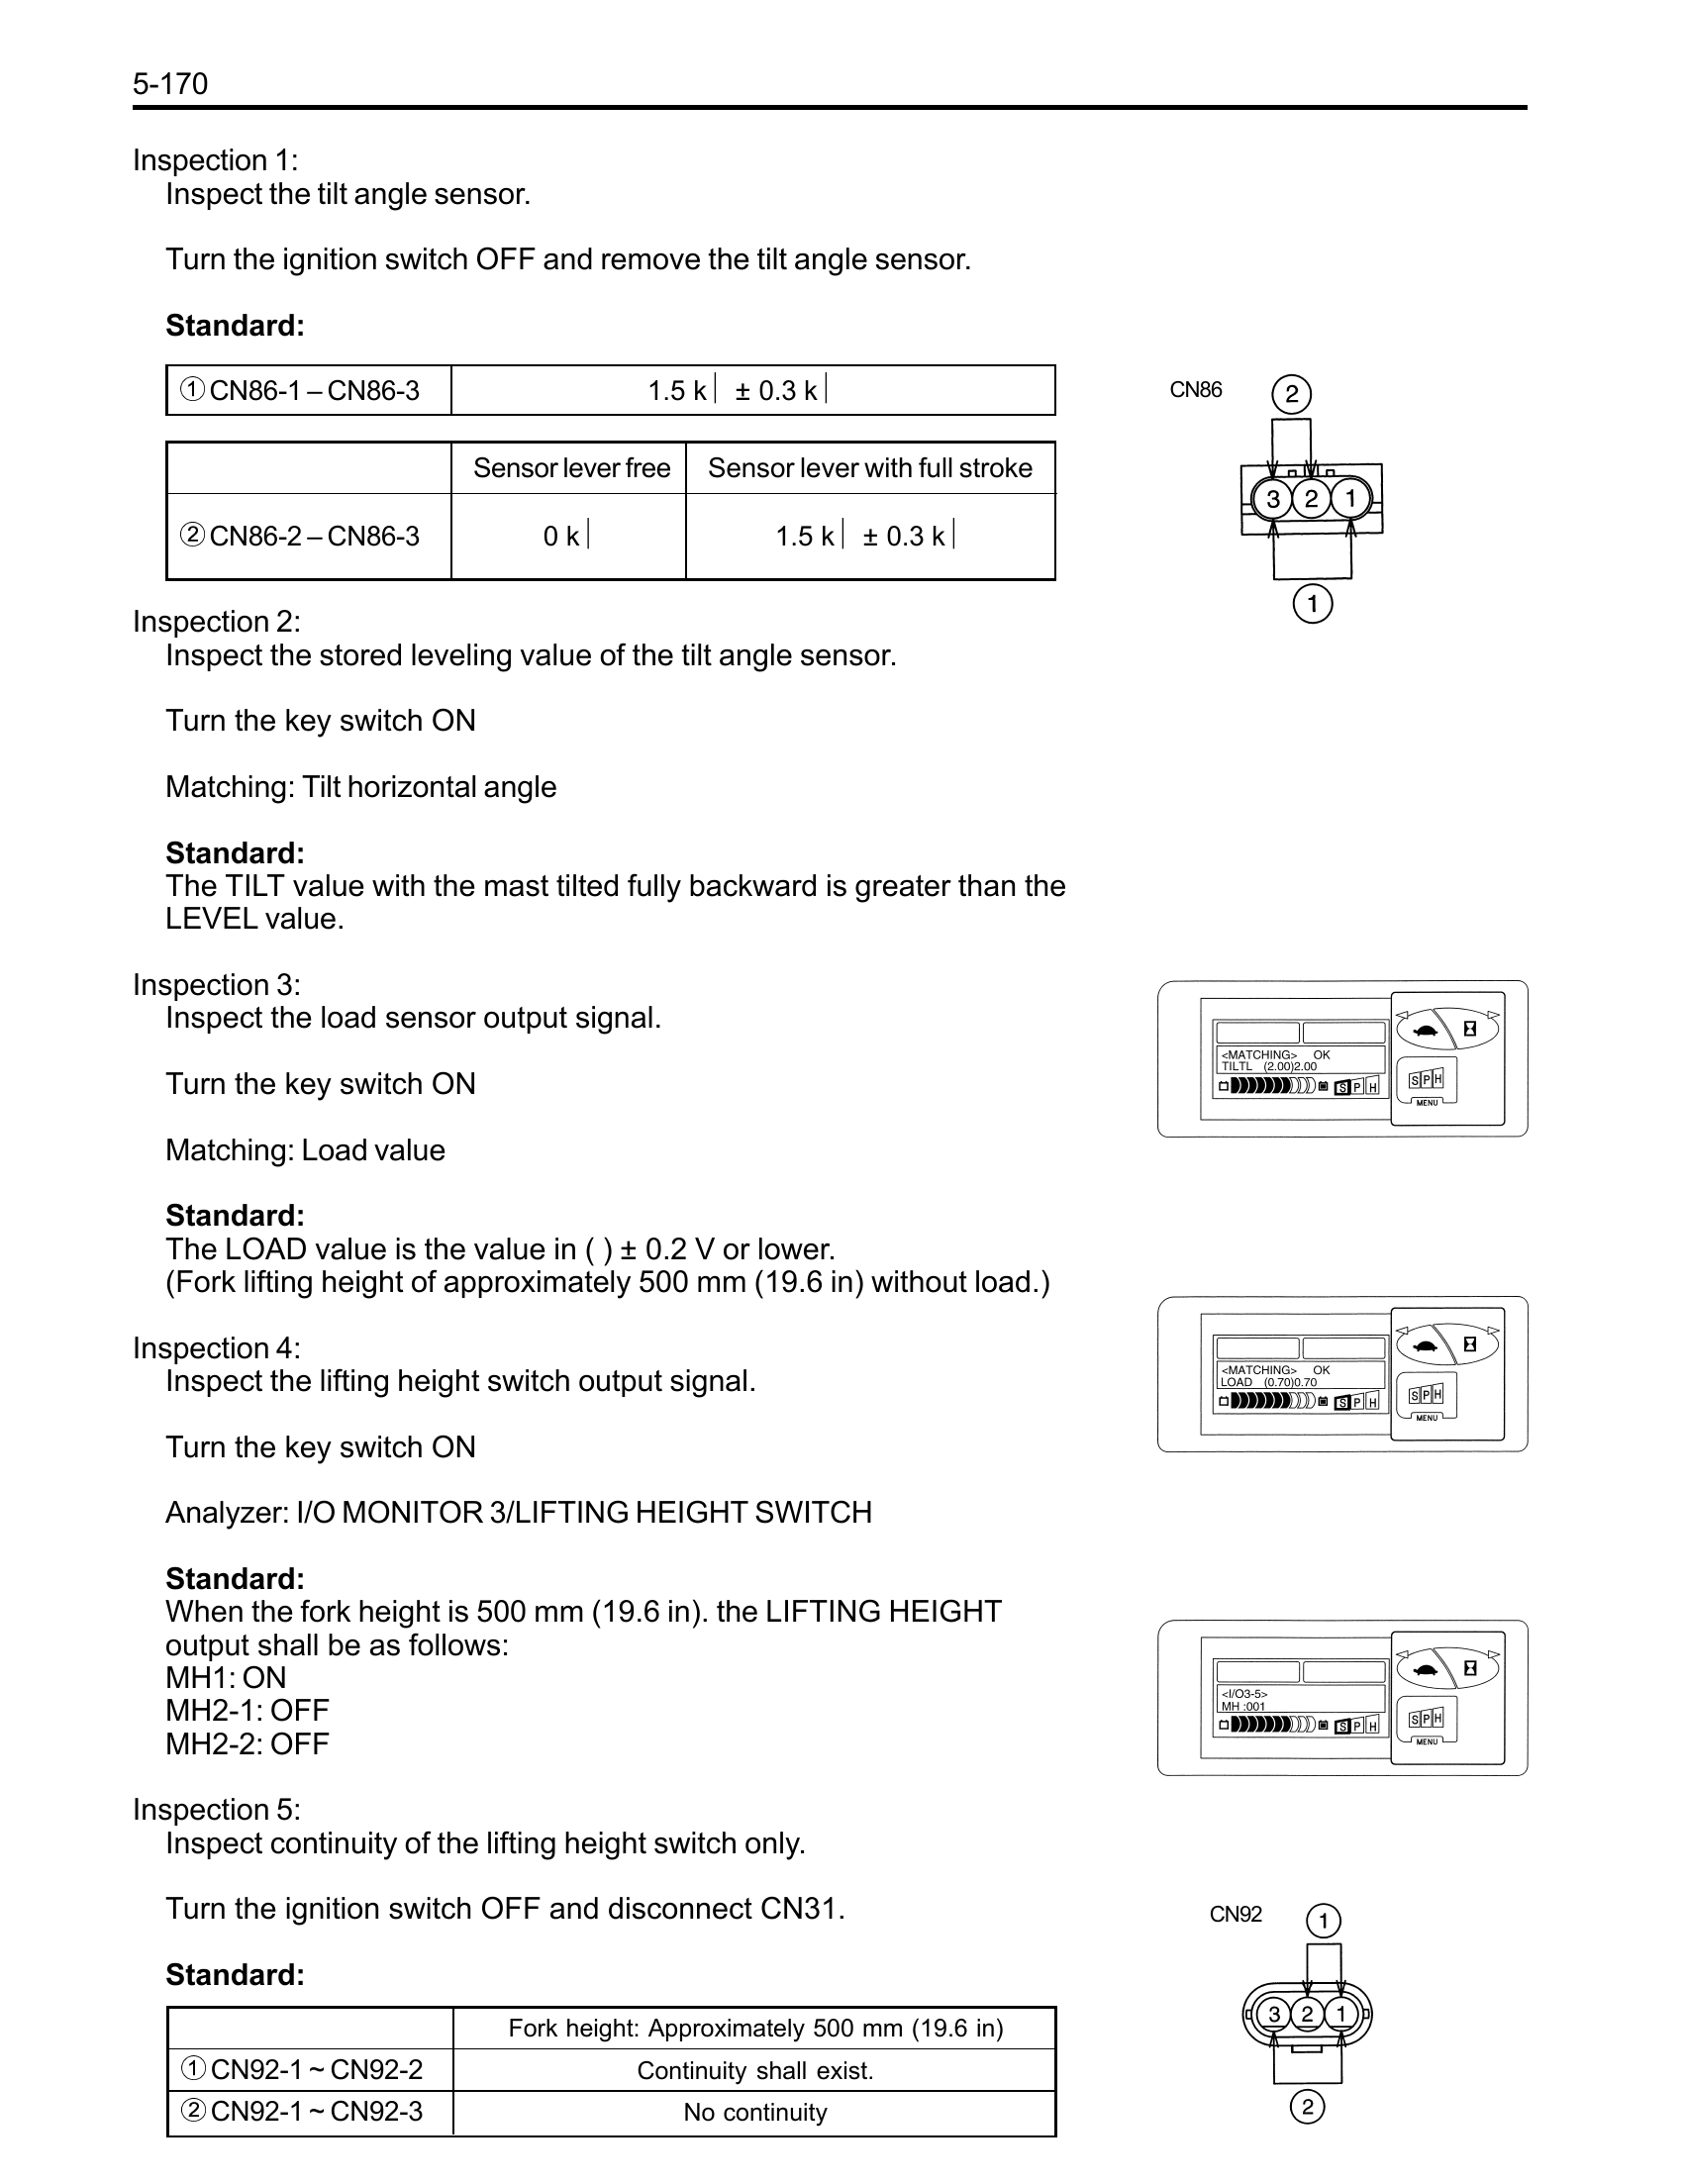 5-170
Inspection 1:
Inspect the tilt angle sensor.
Turn the ignition switch OFF and remove the tilt angle sensor.
Standard:
① CN86-1 – CN86-3 1.5 k| ± 0.3 k|
Sensor lever free Sensor lever with full stroke
② CN86-2 – CN86-3 0 k| 1.5 k| ± 0.3 k|
CN86 2
3 2 1
1
Inspection 2:
Inspect the stored leveling value of the tilt angle sensor.
Turn the key switch ON
Matching: Tilt horizontal angle
Standard:
The TILT value with the mast tilted fully backward is greater than the
LEVEL value.
Inspection 3:
Inspect the load sensor output signal.
Turn the key switch ON
Matching: Load value
Standard:
The LOAD value is the value in ( ) ± 0.2 V or lower.
(Fork lifting height of approximately 500 mm (19.6 in) without load.)
<MATCHING> OK
TILTL (2.00)2.00
S P H
S P H
MENU
Inspection 4:
Inspect the lifting height switch output signal.
Turn the key switch ON
Analyzer: I/O MONITOR 3/LIFTING HEIGHT SWITCH
Standard:
When the fork height is 500 mm (19.6 in). the LIFTING HEIGHT
output shall be as follows:
MH1: ON
MH2-1: OFF
MH2-2: OFF
<MATCHING> OK
LOAD (0.70)0.70
S P H
S P H
MENU
<I/O3-5>
MH :001
S P H
S P H
MENU
Inspection 5:
Inspect continuity of the lifting height switch only.
Turn the ignition switch OFF and disconnect CN31.
Standard:
Fork height: Approximately 500 mm (19.6 in)
① CN92-1 ~ CN92-2 Continuity shall exist.
② CN92-1 ~ CN92-3 No continuity
CN92 1
3 2 1
2